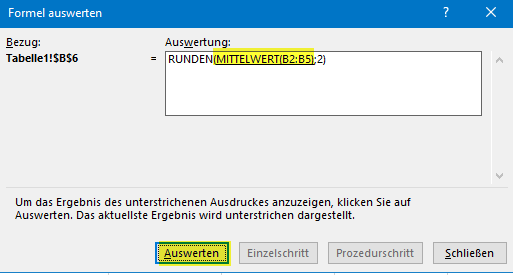 Formel auswerten ? ×
Bezug: Auswertung:
Tabelle1!$B$6 = RUNDEN(MITTELWERT(B2:B5);2)
Um das Ergebnis des unterstrichenen Ausdruckes anzuzeigen, klicken Sie auf
Auswerten. Das aktuellste Ergebnis wird unterstrichen dargestellt.
Auswerten Einzelschritt Prozedurschritt Schließen